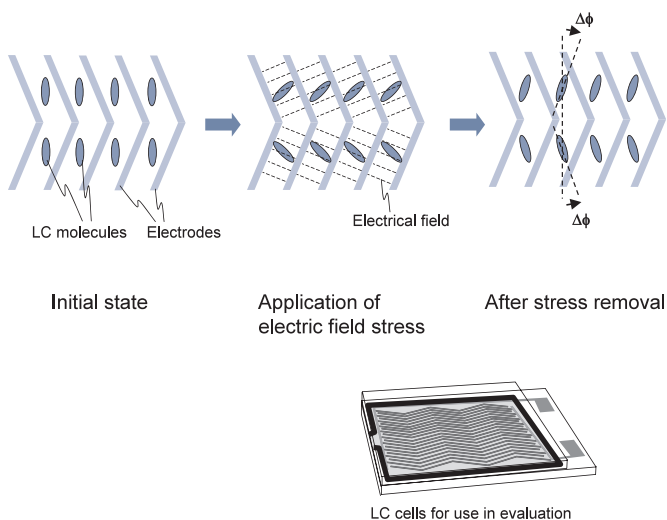 Δϕ
LC molecules
Electrodes
Electrical field
Δϕ
Initial state
Application of
electric field stress
After stress removal
LC cells for use in evaluation